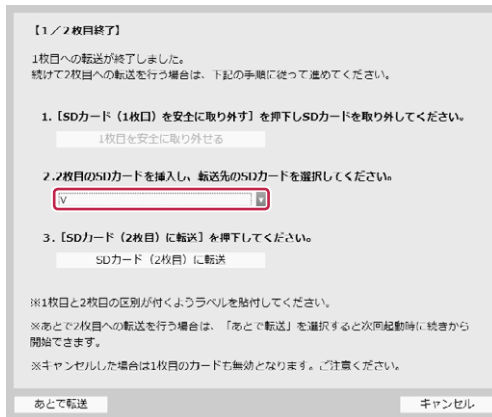 【1／2枚目終了】
1枚目への転送が終了しました。
続けて2枚目への転送を行う場合は、下記の手順に従って進めてください。
1.［SDカード（1枚目）を安全に取り外す］を押下しSDカードを取り外してください。
1枚目を安全に取り外せる
2.2枚目のSDカードを挿入し、転送先のSDカードを選択してください。
V
3.［SDカード（2枚目）に転送］を押下してください。
SDカード（2枚目）に転送
※1枚目と2枚目の区別が付くようラベルを貼付してください。
※あとで2枚目への転送を行う場合は、「あとで転送」を選択すると次回起動時に続きから
開始できます。
※キャンセルした場合は1枚目のカードも無効となります。ご注意ください。
あとで転送
キャンセル